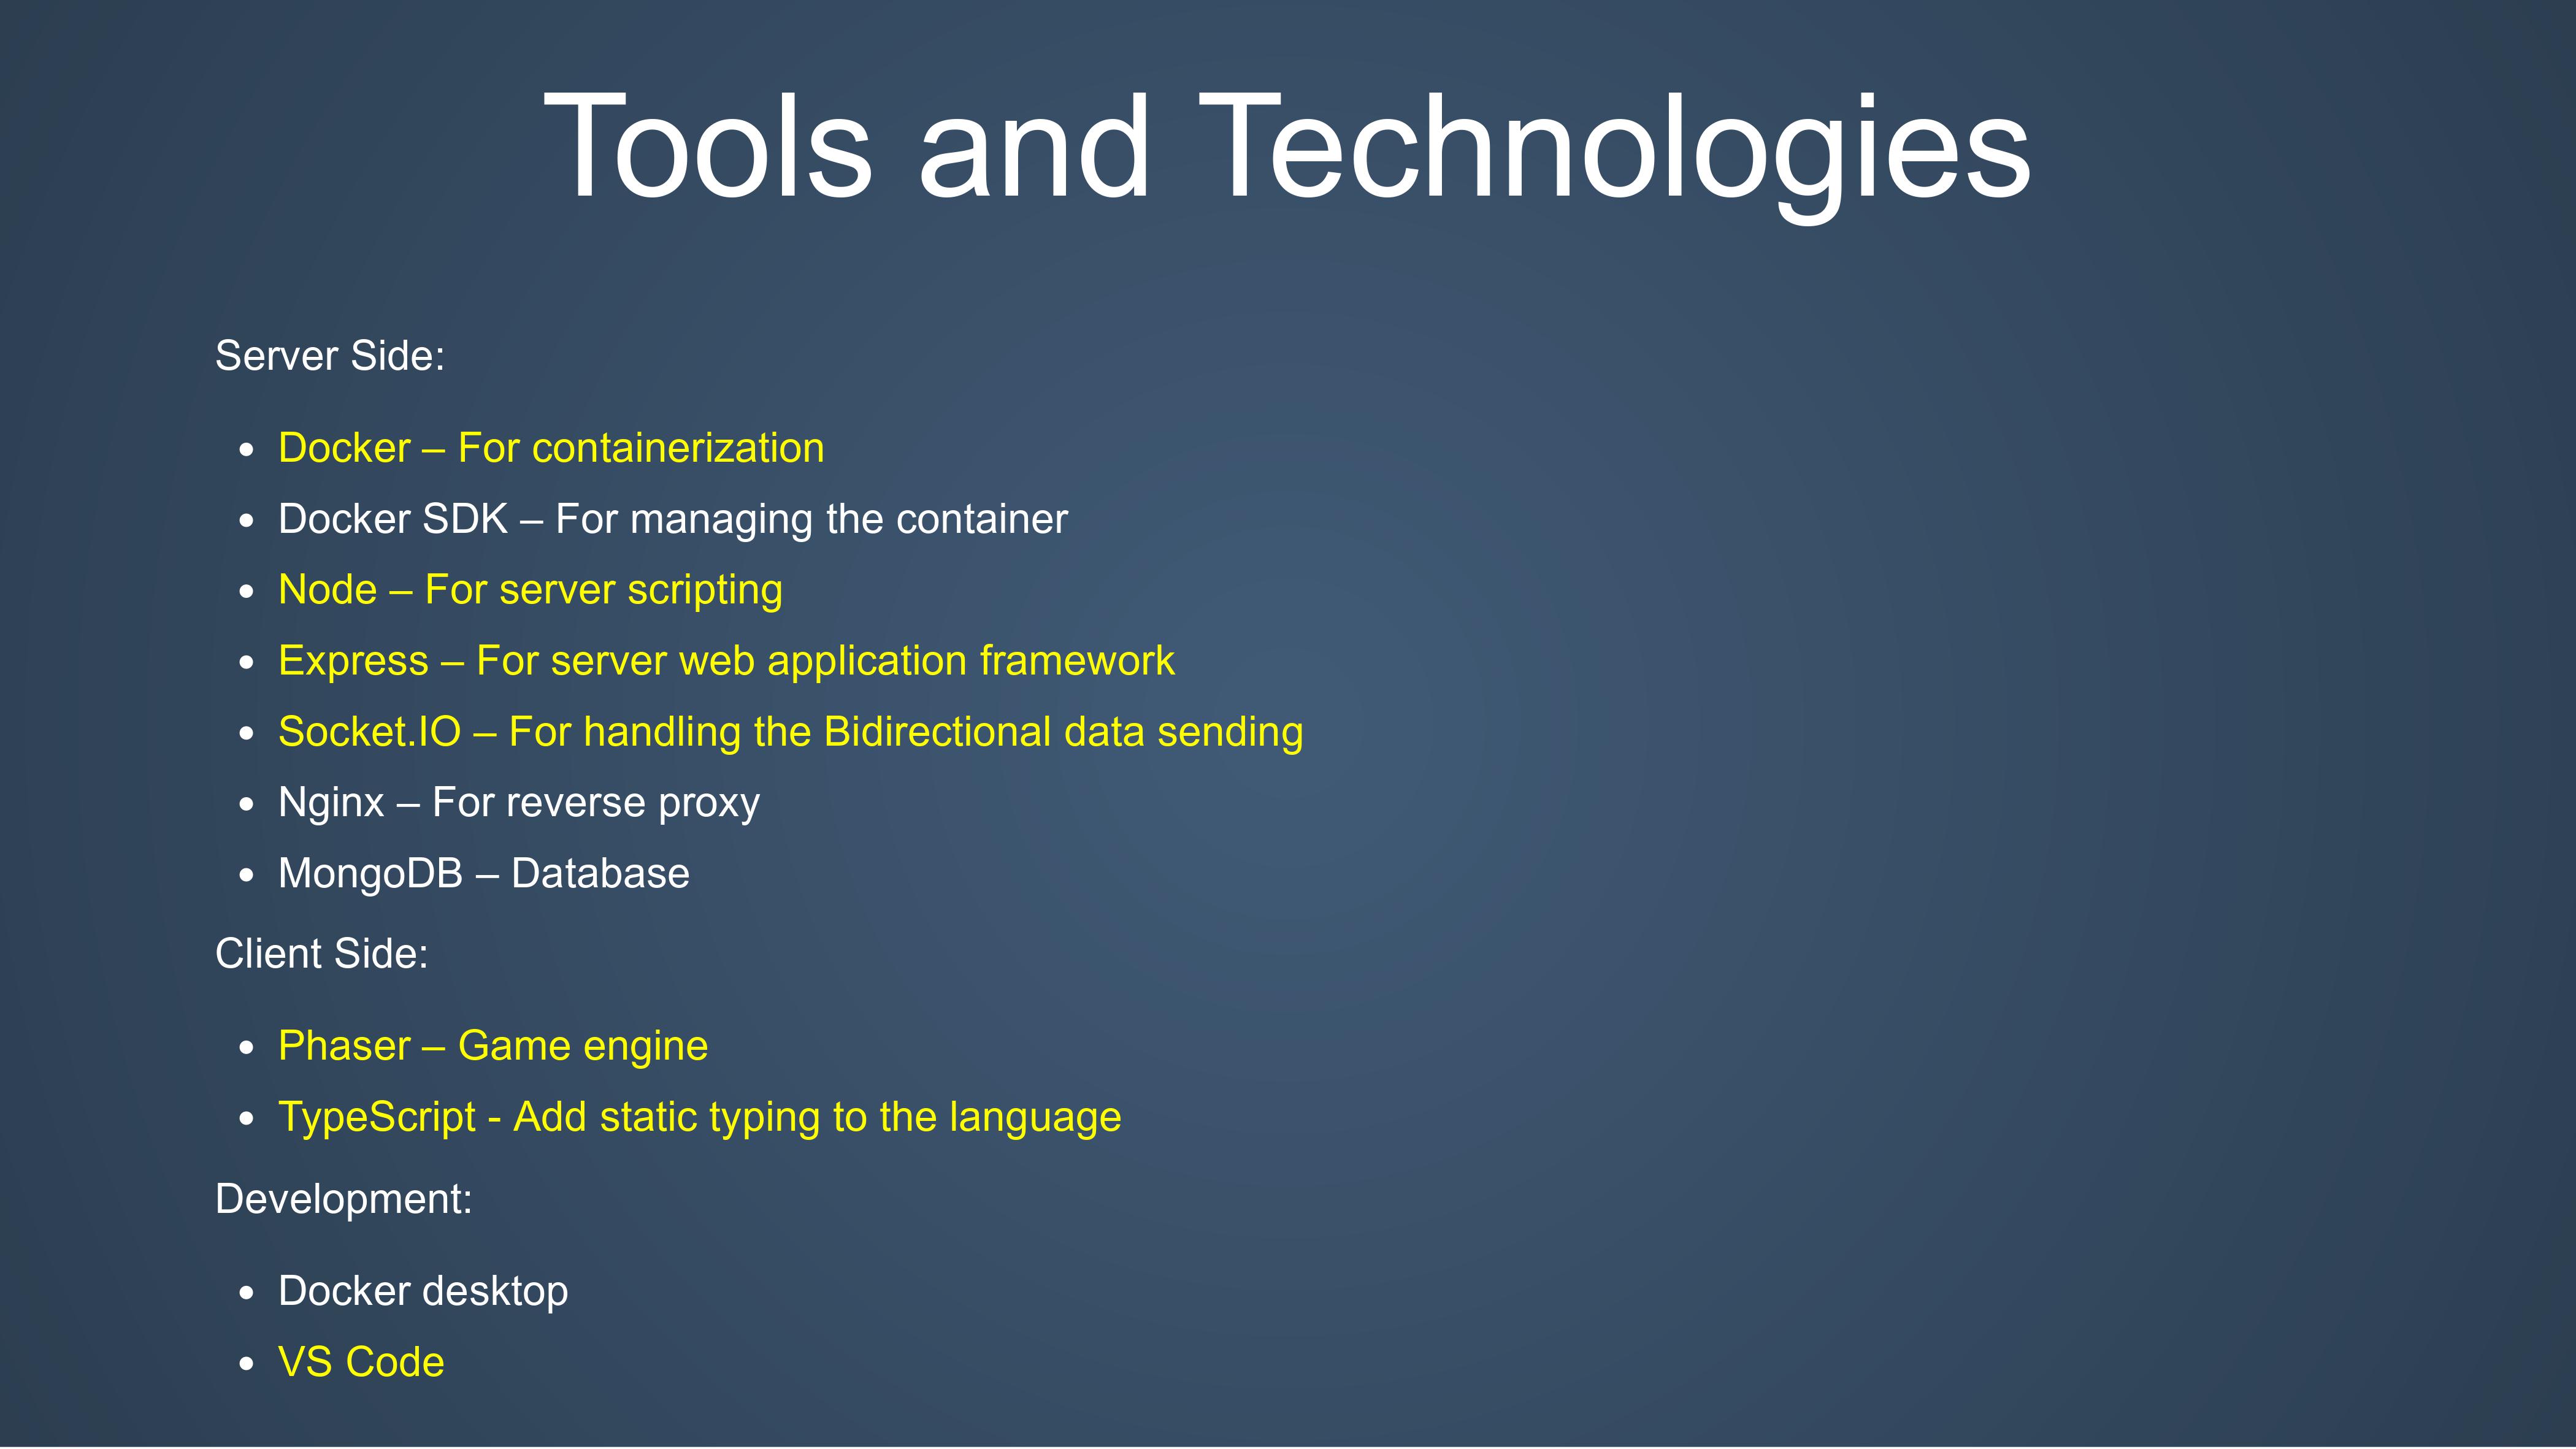 Tools and Technologies
Server Side:
• Docker – For containerization
• Docker SDK – For managing the container
• Node – For server scripting
• Express – For server web application framework
• Socket.IO – For handling the Bidirectional data sending
• Nginx – For reverse proxy
• MongoDB – Database
Client Side:
• Phaser – Game engine
• TypeScript - Add static typing to the language
Development:
• Docker desktop
• VS Code